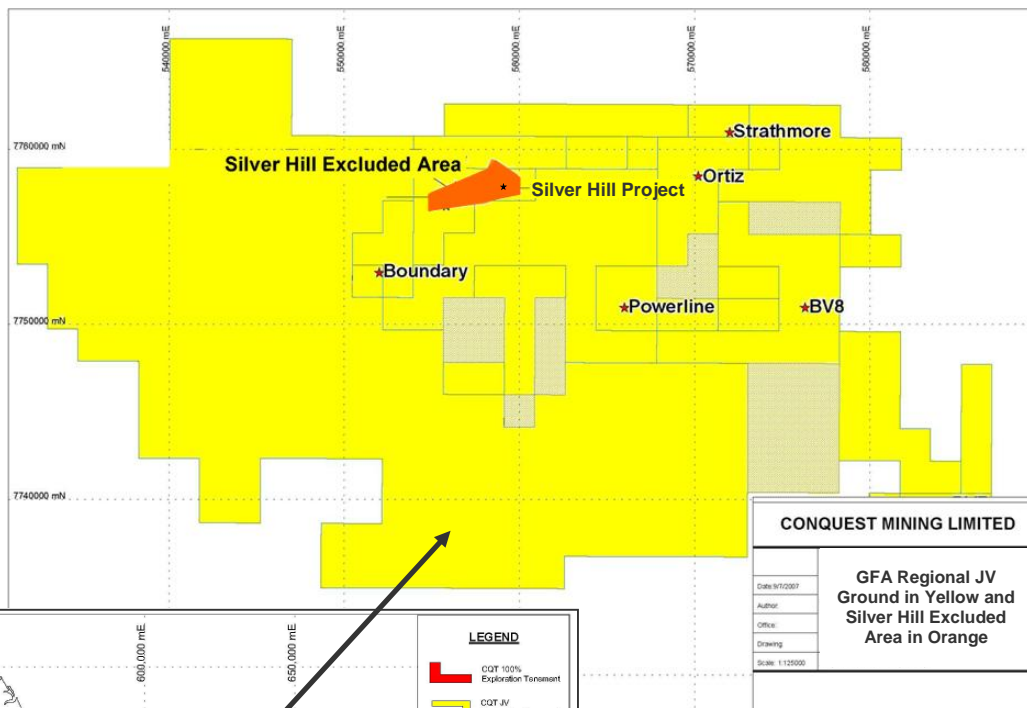 540000 mE
550000 mE
560000 mE
570000 mE
580000 mE
7760000 mN
Strathmore
Silver Hill Excluded Area
Ortiz
Silver Hill Project
Boundary
Powerline
BV8
7750000 mN
7740000 mN
CONQUEST MINING LIMITED
Date:9/7/2007
Author:
Office:
Drawing
Scale: 1:125000
GFA Regional JV
Ground in Yellow and
Silver Hill Excluded
Area in Orange
600,000 mE
650,000 mE
LEGEND
CQT 100%
Exploration Tenement
CQT JV